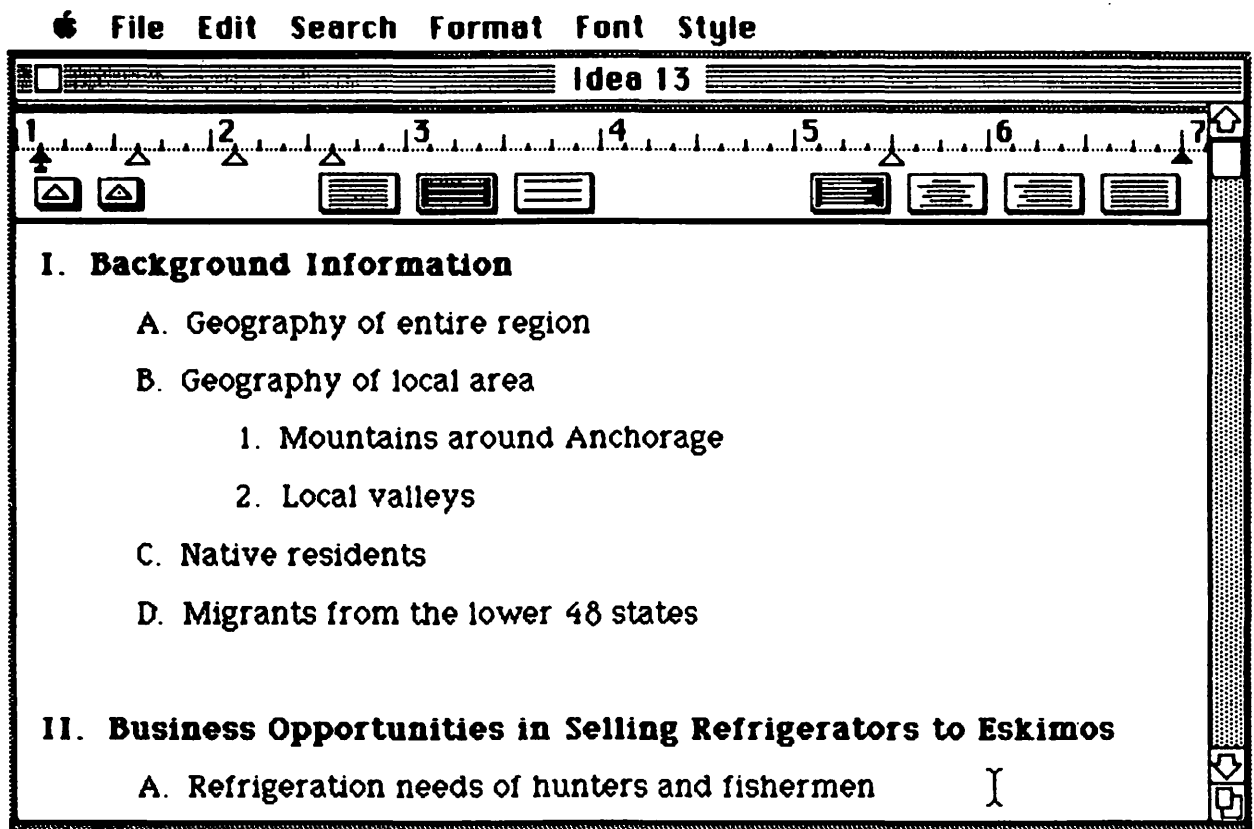 File Edit Search Format Font Style
Idea 13
1 2 3 4 5 6 7
I. Background Information
A. Geography of entire region
B. Geography of local area
1. Mountains around Anchorage
2. Local valleys
C. Native residents
D. Migrants from the lower 48 states
II. Business Opportunities in Selling Refrigerators to Eskimos
A. Refrigeration needs of hunters and fishermen